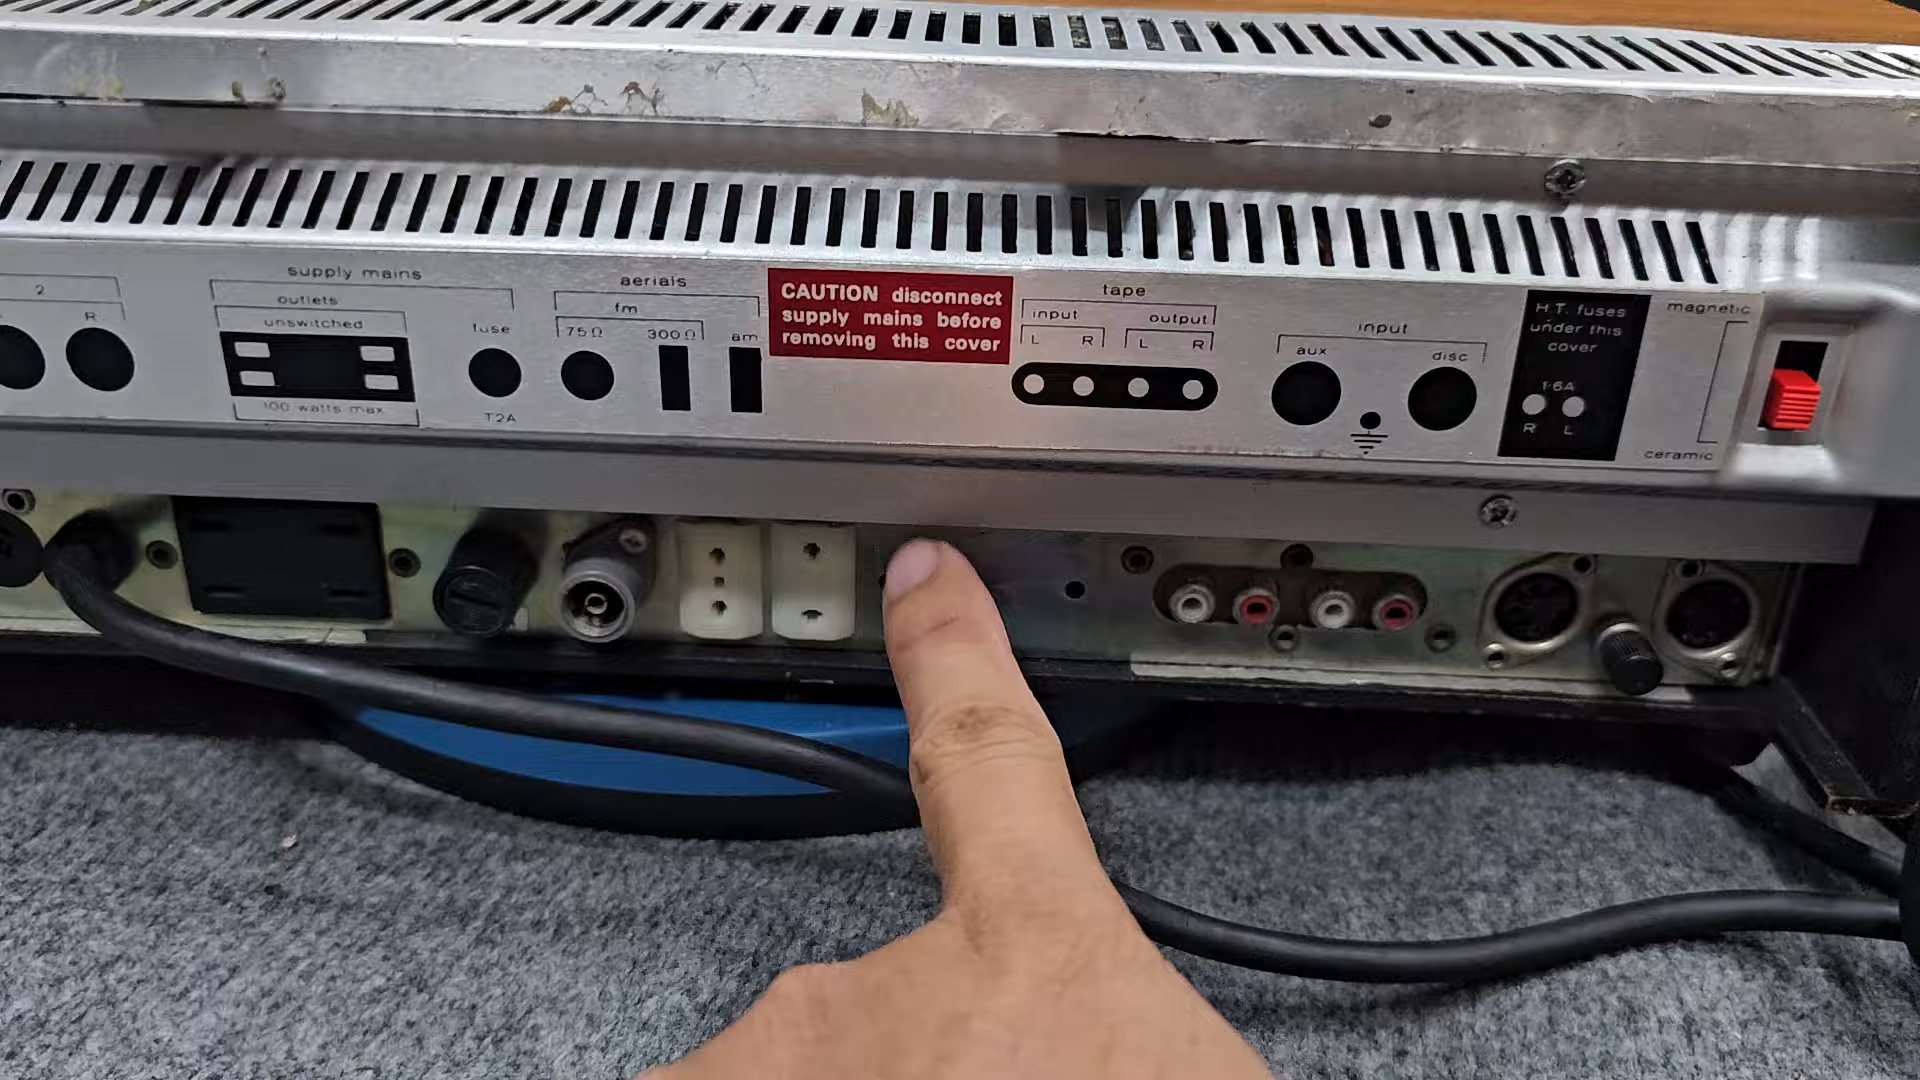 2
R
supply mains
outlets
unswitched
100 watts max
fuse
T2A
aerials
fm
75Ω
300Ω
am
CAUTION disconnect
supply mains before
removing this cover
tape
input
output
L
R
L
R
input
aux
disc
H.T. fuses
under this
cover
1·6A
R
L
magnetic
ceramic